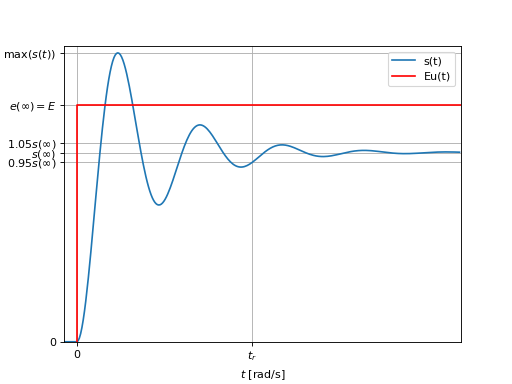 max(s(t))
e(∞) = E
1.05s(∞)
s(∞)
0.95s(∞)
0
0
t_r
t [rad/s]
s(t)
Eu(t)